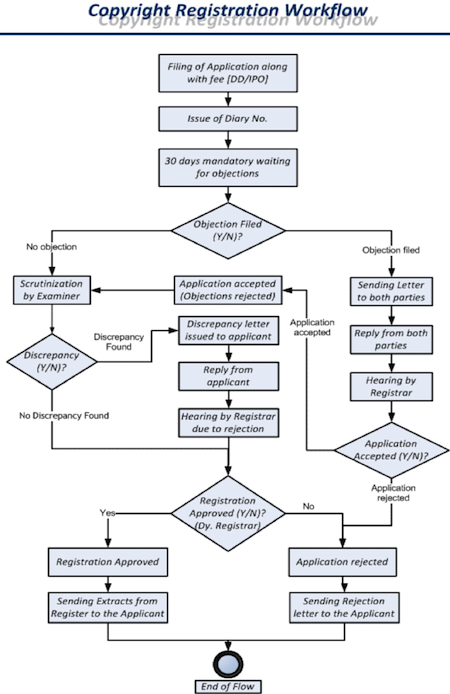 Copyright Registration Workflow
Filing of Application along
with fee [DD/IPO]
Issue of Diary No.
30 days mandatory waiting
for objections
Objection Filed
(Y/N)?
No objection
Objection filed
Scrutinization
by Examiner
Application accepted
(Objections rejected)
Sending Letter
to both parties
Discrepancy
(Y/N)?
Discrepancy
Found
Discrepancy letter
issued to applicant
Application
accepted
Reply from both
parties
Reply from
applicant
Hearing by
Registrar
No Discrepancy Found
Hearing by Registrar
due to rejection
Application
Accepted (Y/N)?
Application
rejected
Registration
Approved (Y/N)?
(Dy. Registrar)
Yes
No
Registration Approved
Application rejected
Sending Extracts from
Register to the Applicant
Sending Rejection
letter to the Applicant
End of Flow